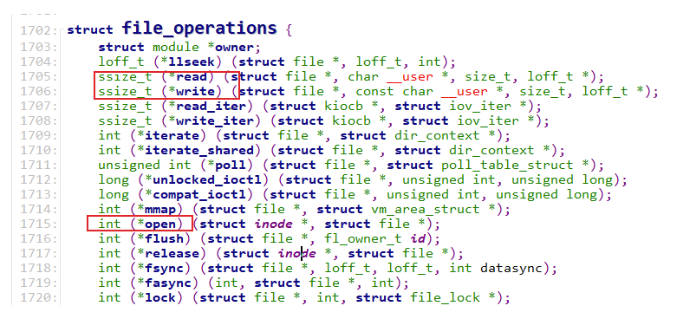 1702: struct file_operations {
1703: struct module *owner;
1704: loff_t (*llseek) (struct file *, loff_t, int);
1705: ssize_t (*read) (struct file *, char __user *, size_t, loff_t *);
1706: ssize_t (*write) (struct file *, const char __user *, size_t, loff_t *);
1707: ssize_t (*read_iter) (struct kiocb *, struct iov_iter *);
1708: ssize_t (*write_iter) (struct kiocb *, struct iov_iter *);
1709: int (*iterate) (struct file *, struct dir_context *);
1710: int (*iterate_shared) (struct file *, struct dir_context *);
1711: unsigned int (*poll) (struct file *, struct poll_table_struct *);
1712: long (*unlocked_ioctl) (struct file *, unsigned int, unsigned long);
1713: long (*compat_ioctl) (struct file *, unsigned int, unsigned long);
1714: int (*mmap) (struct file *, struct vm_area_struct *);
1715: int (*open) (struct inode *, struct file *);
1716: int (*flush) (struct file *, fl_owner_t id);
1717: int (*release) (struct inode *, struct file *);
1718: int (*fsync) (struct file *, loff_t, loff_t, int datasync);
1719: int (*fasync) (int, struct file *, int);
1720: int (*lock) (struct file *, int, struct file_lock *);